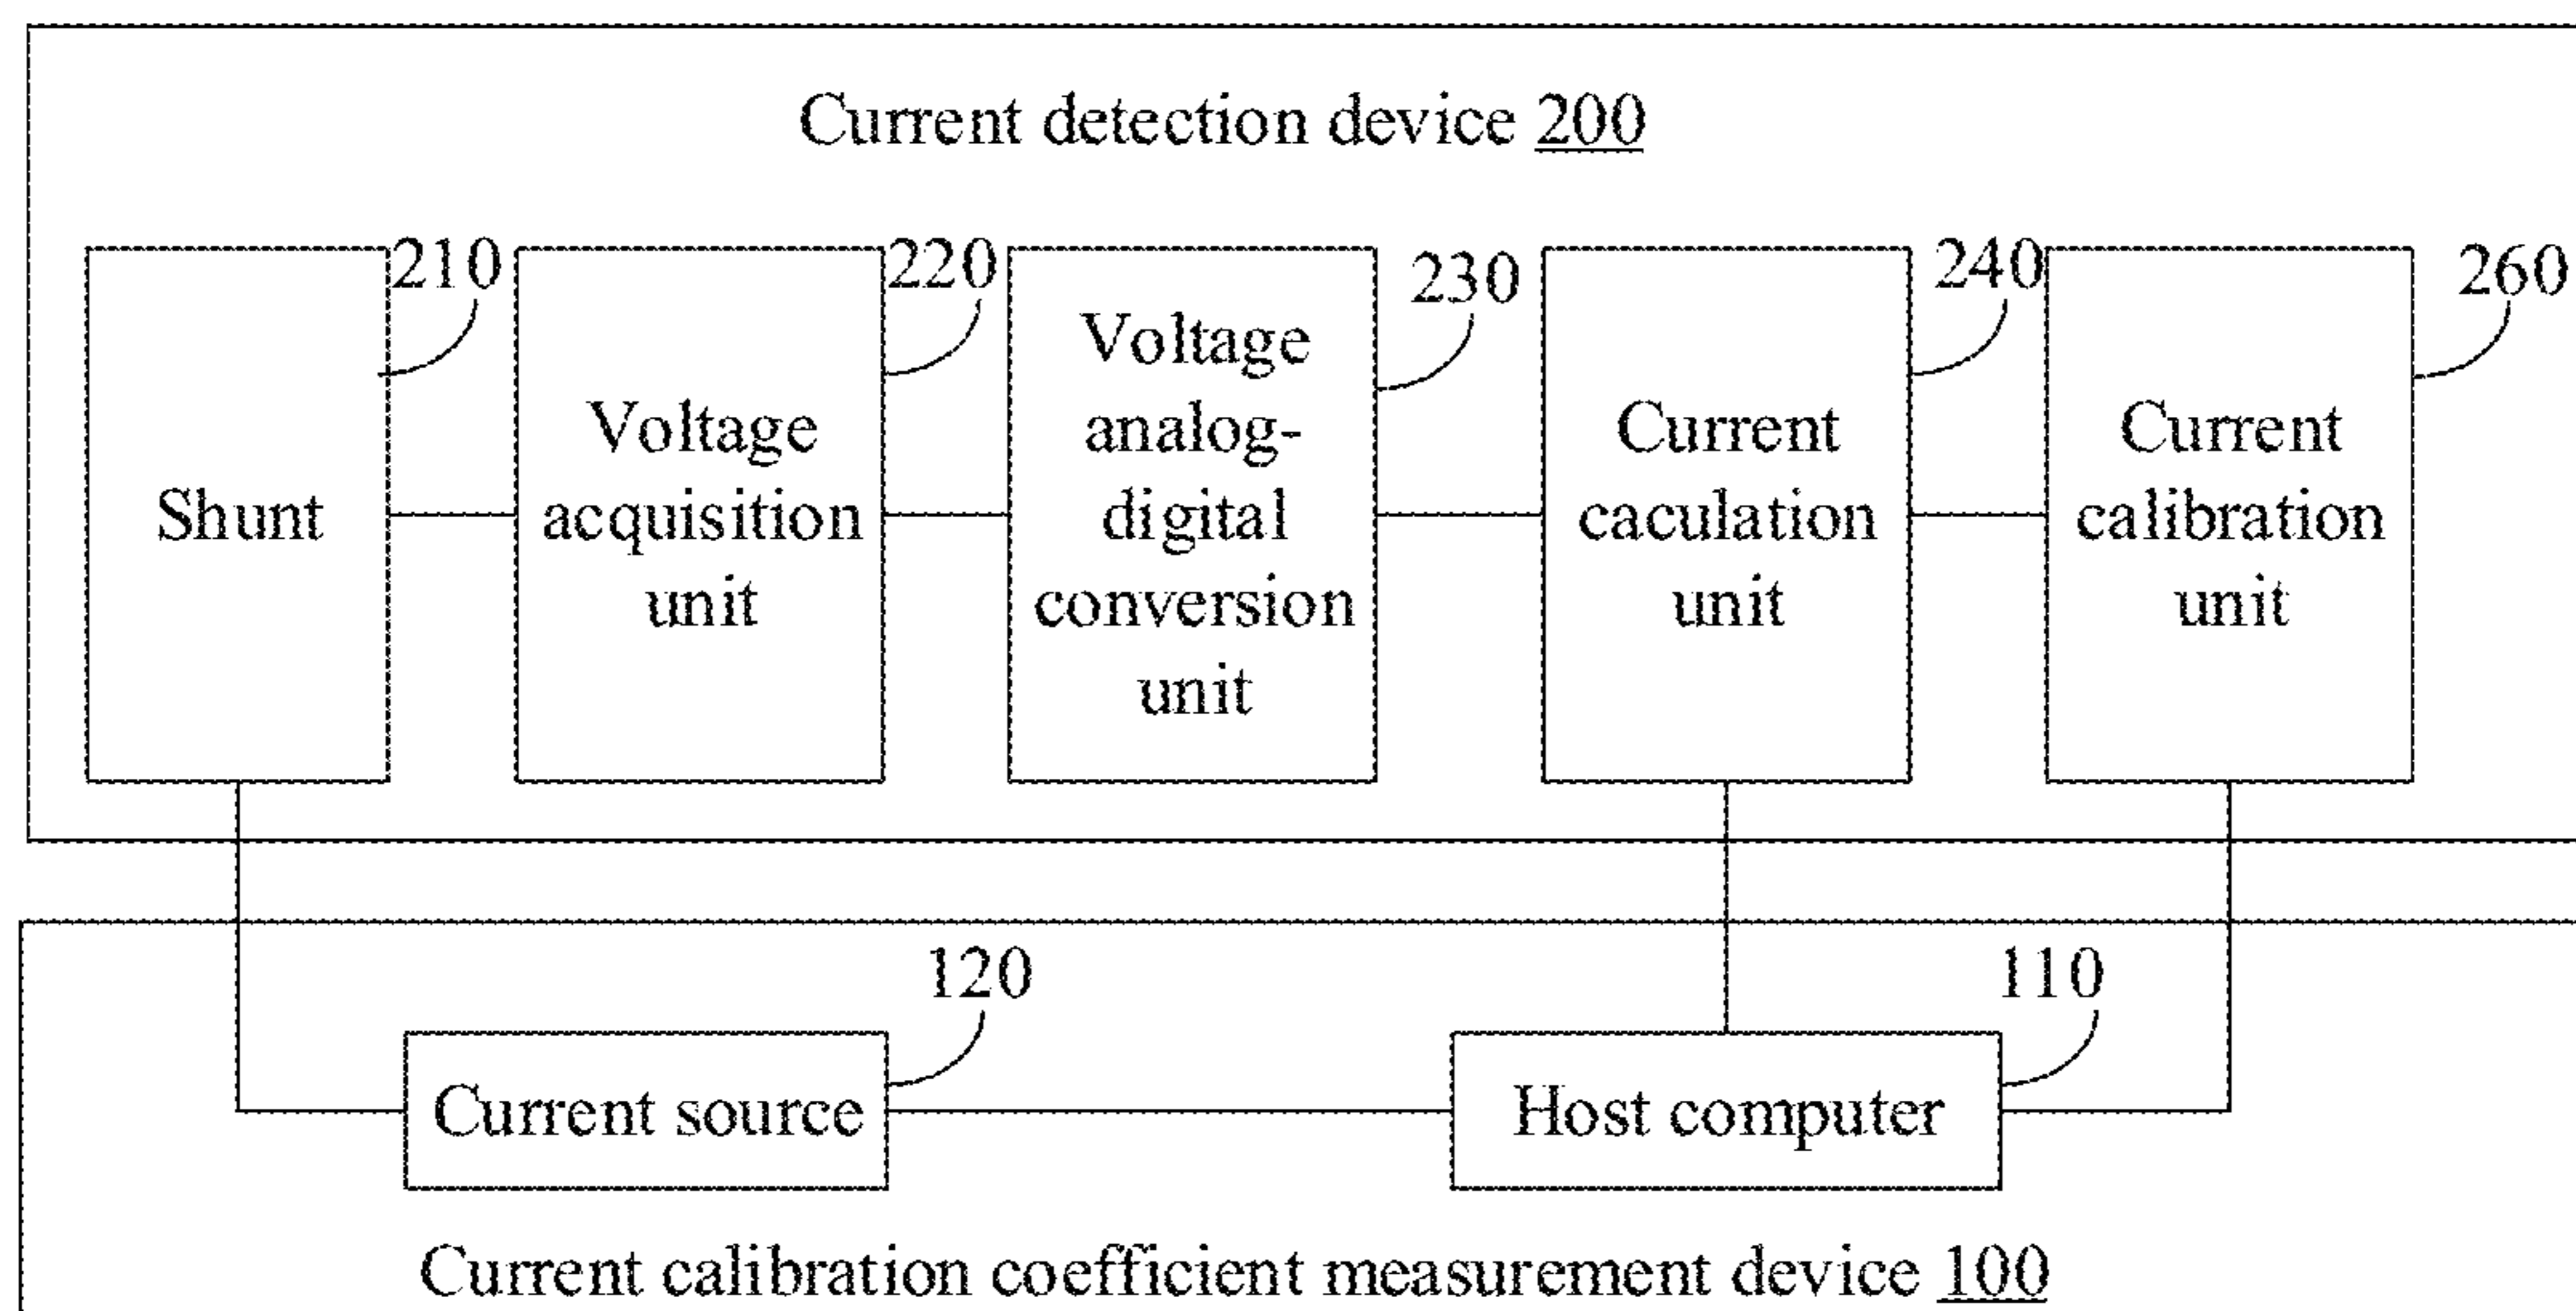 Current detection device 200
210
220
230
240
260
Shunt
Voltage
acquisition
unit
Voltage
analog-
digital
conversion
unit
Current
caculation
unit
Current
calibration
unit
120
110
Current source
Host computer
Current calibration coefficient measurement device 100